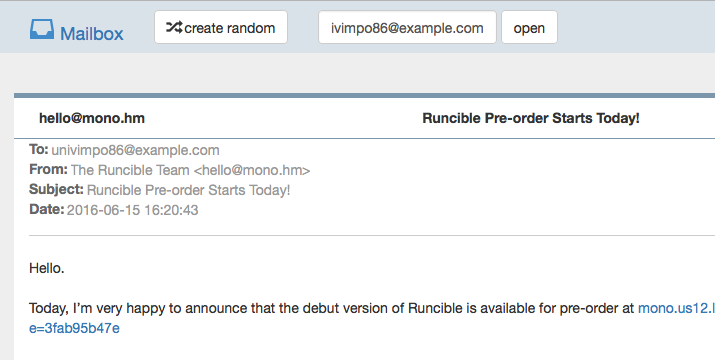 Mailbox create random ivimpo86@example.com open
hello@mono.hm Runcible Pre-order Starts Today!
To: univimpo86@example.com
From: The Runcible Team <hello@mono.hm>
Subject: Runcible Pre-order Starts Today!
Date: 2016-06-15 16:20:43
Hello.
Today, I'm very happy to announce that the debut version of Runcible is available for pre-order at mono.us12.l
e=3fab95b47e